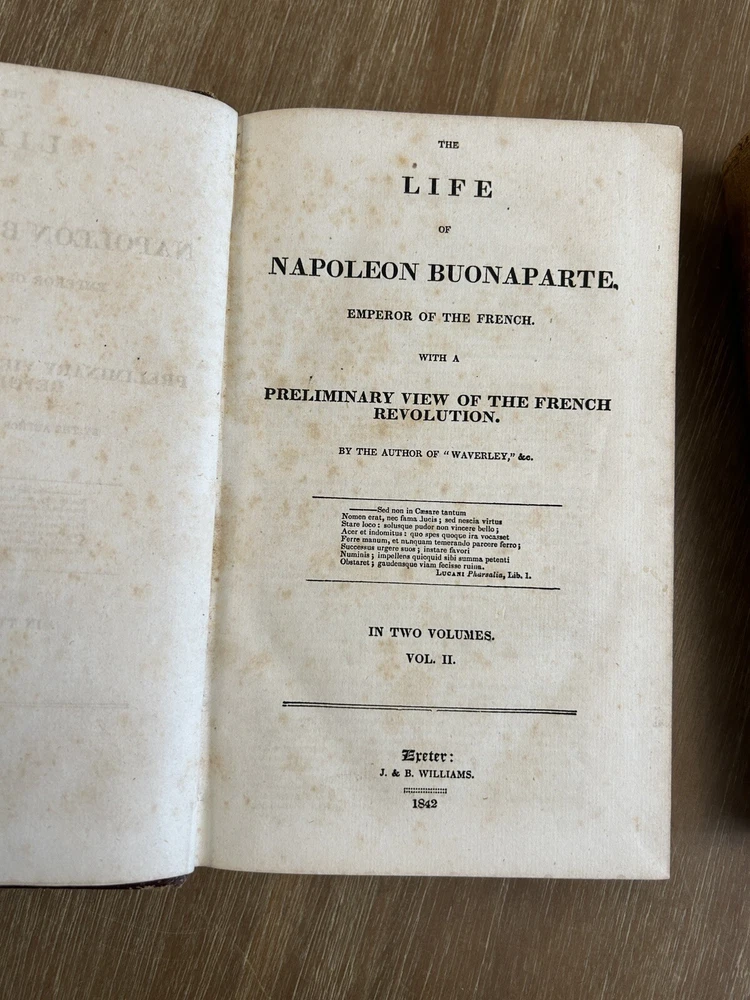 THE
LIFE
OF
NAPOLEON BUONAPARTE,
EMPEROR OF THE FRENCH.
WITH A
PRELIMINARY VIEW OF THE FRENCH
REVOLUTION.
BY THE AUTHOR OF "WAVERLEY," &c.
———Sed non in Cæsare tantum
Nomen erat, nec fama ducis; sed nescia virtus
Stare loco: solusque pudor non vincere bello;
Acer et indomitus: quo spes quoque ira vocasset
Ferre manum, et nunquam temerando parcere ferro;
Successus urgere suos; instare favori
Numinis; impellens quicquid sibi summa petenti
Obstaret; gaudensque viam fecisse ruina.
LUCANI Pharsalia, Lib. 1.
IN TWO VOLUMES.
VOL. II.
Exeter:
J. & B. WILLIAMS.
1842